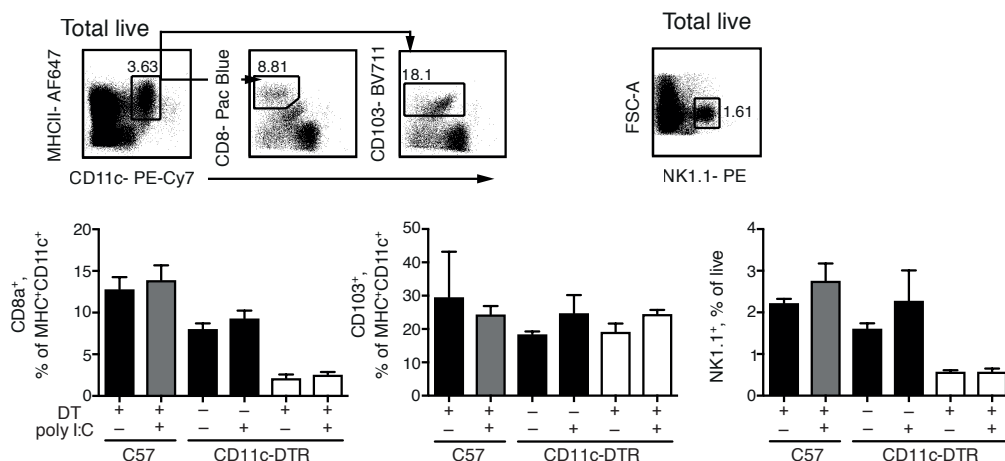 Total live
Total live
MHCII- AF647
3.63
CD8- Pac Blue
8.81
CD103- BV711
18.1
FSC-A
1.61
CD11c- PE-Cy7
NK1.1- PE
CD8a⁺,
% of MHC⁺CD11c⁺
20
15
10
5
0
DT + + – – + +
poly I:C – + – + – +
C57 CD11c-DTR
CD103⁺,
% of MHC⁺CD11c⁺
50
40
30
20
10
0
+ + – – + +
– + – + – +
C57 CD11c-DTR
NK1.1⁺, % of live
4
3
2
1
0
+ + – – + +
– + – + – +
C57 CD11c-DTR